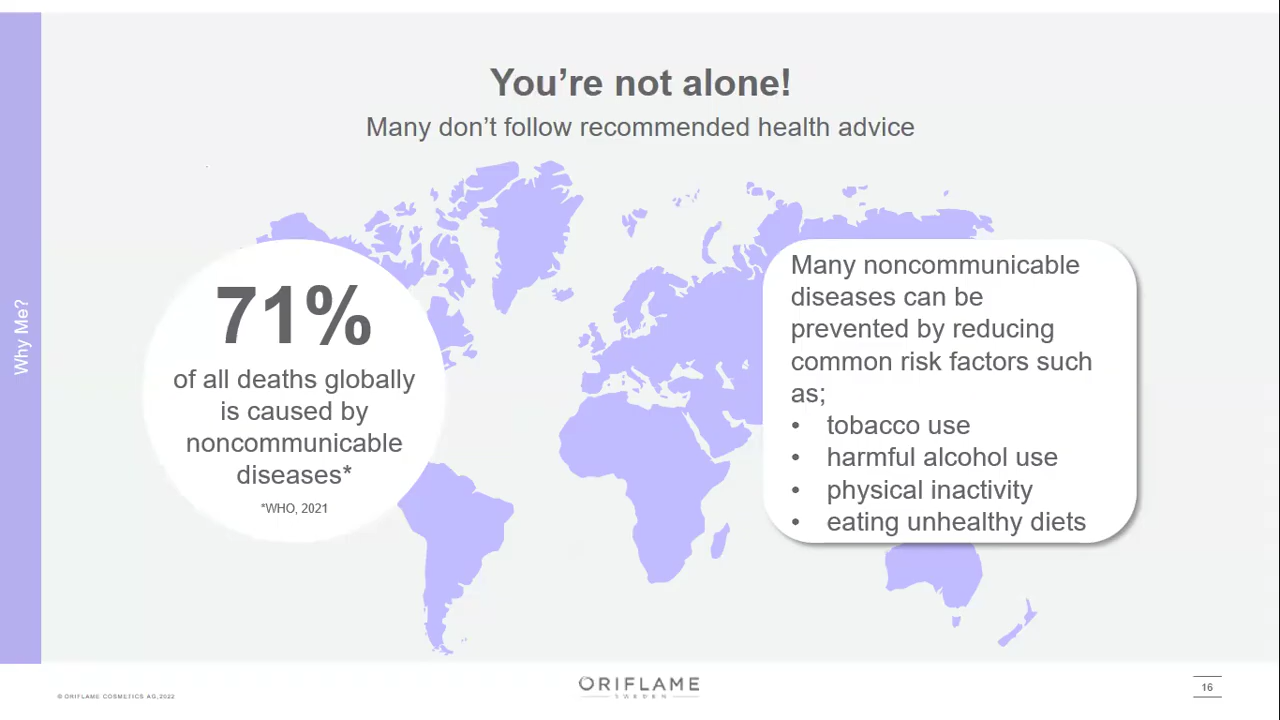 You’re not alone!
Many don’t follow recommended health advice
Why Me?
71%
of all deaths globally
is caused by
noncommunicable
diseases*
*WHO, 2021
Many noncommunicable
diseases can be
prevented by reducing
common risk factors such
as;
• tobacco use
• harmful alcohol use
• physical inactivity
• eating unhealthy diets
© ORIFLAME COSMETICS AG, 2022
ORIFLAME
SWEDEN
16